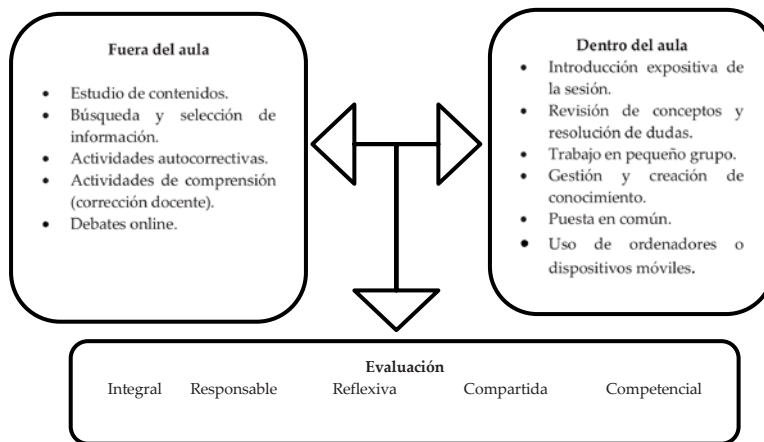 Fuera del aula
• Estudio de contenidos.
• Búsqueda y selección de
información.
• Actividades autocorrectivas.
• Actividades de comprensión
(corrección docente).
• Debates online.
Dentro del aula
• Introducción expositiva de
la sesión.
• Revisión de conceptos y
resolución de dudas.
• Trabajo en pequeño grupo.
• Gestión y creación de
conocimiento.
• Puesta en común.
• Uso de ordenadores o
dispositivos móviles.
Evaluación
Integral Responsable Reflexiva Compartida Competencial